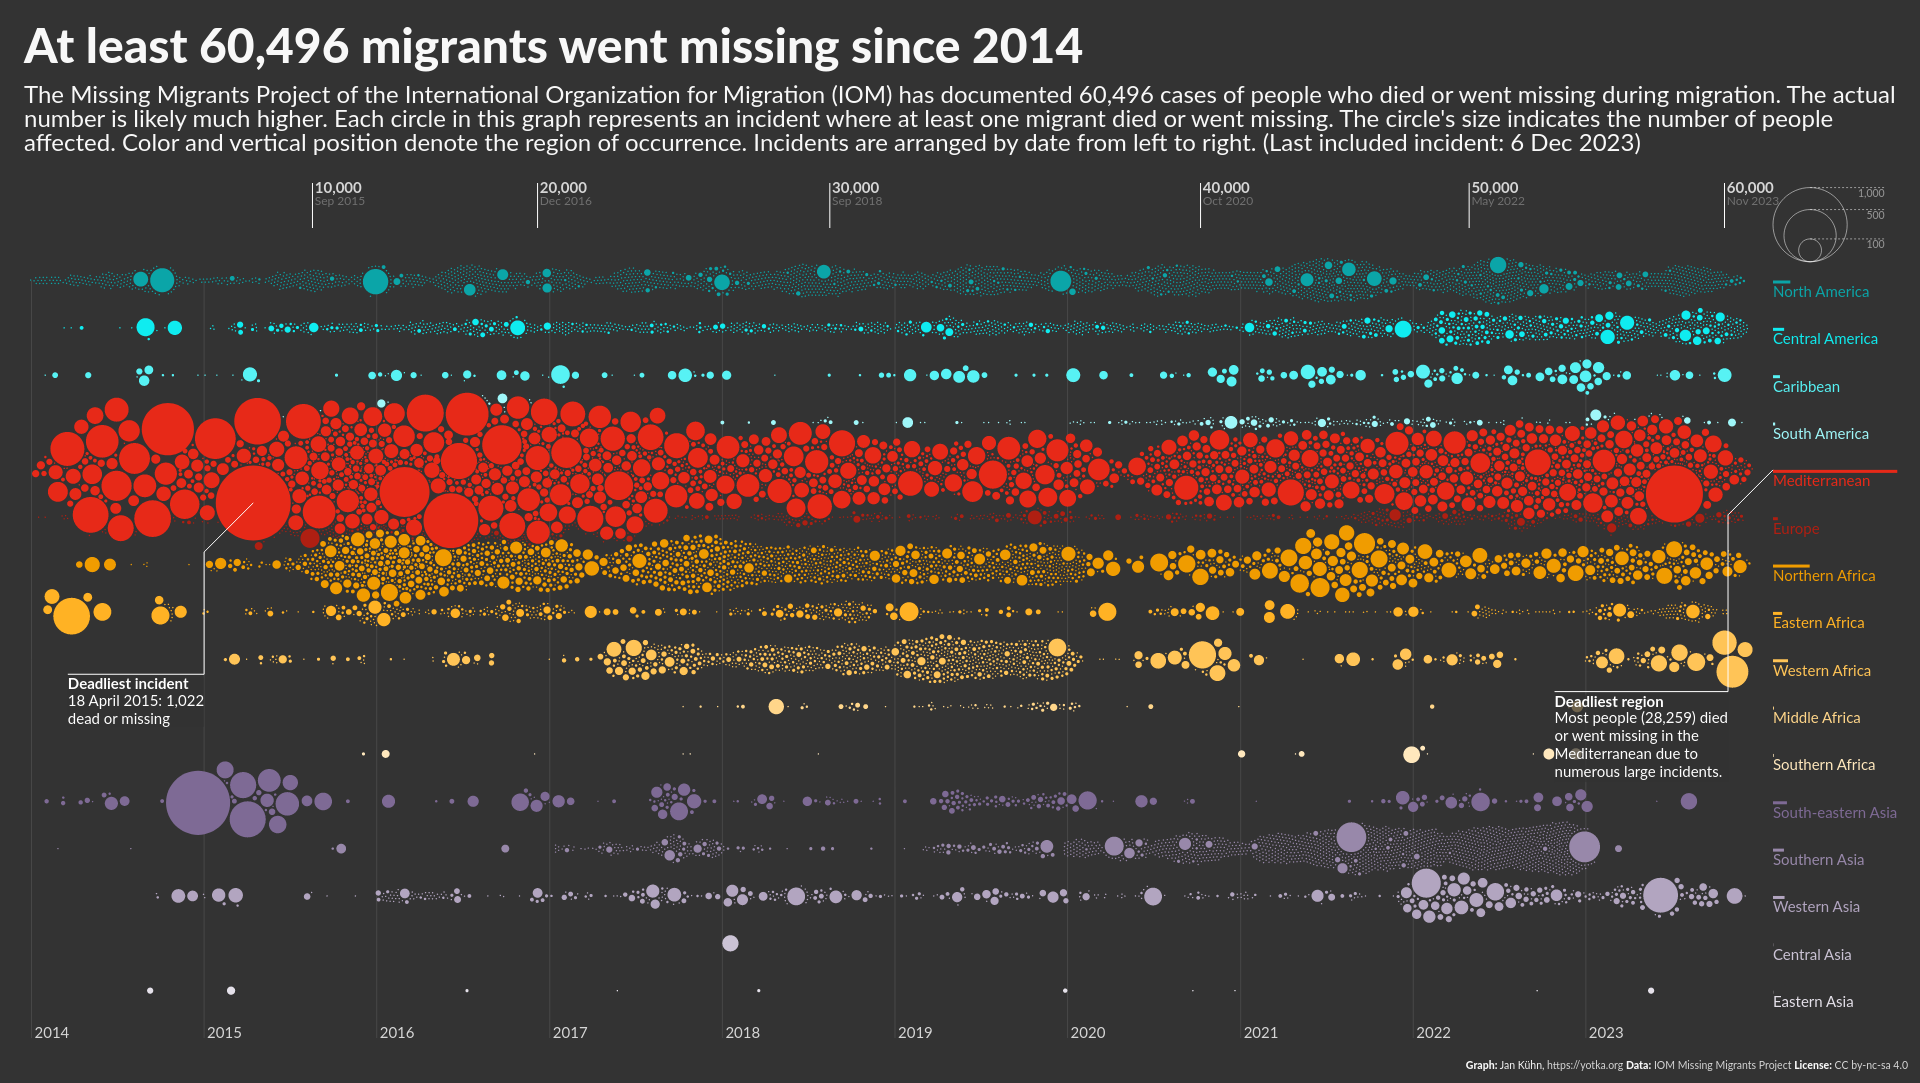 At least 60,496 migrants went missing since 2014
The Missing Migrants Project of the International Organization for Migration (IOM) has documented 60,496 cases of people who died or went missing during migration. The actual
number is likely much higher. Each circle in this graph represents an incident where at least one migrant died or went missing. The circle's size indicates the number of people
affected. Color and vertical position denote the region of occurrence. Incidents are arranged by date from left to right. (Last included incident: 6 Dec 2023)
10,000
Sep 2015
20,000
Dec 2016
30,000
Sep 2018
40,000
Oct 2020
50,000
May 2022
60,000
Nov 2023
1,000
500
100
North America
Central America
Caribbean
South America
Mediterranean
Europe
Northern Africa
Eastern Africa
Western Africa
Middle Africa
Southern Africa
South-eastern Asia
Southern Asia
Western Asia
Central Asia
Eastern Asia
Deadliest incident
18 April 2015: 1,022
dead or missing
Deadliest region
Most people (28,259) died
or went missing in the
Mediterranean due to
numerous large incidents.
2014
2015
2016
2017
2018
2019
2020
2021
2022
2023
Graph: Jan Kühn, https://yotka.org Data: IOM Missing Migrants Project License: CC by-nc-sa 4.0